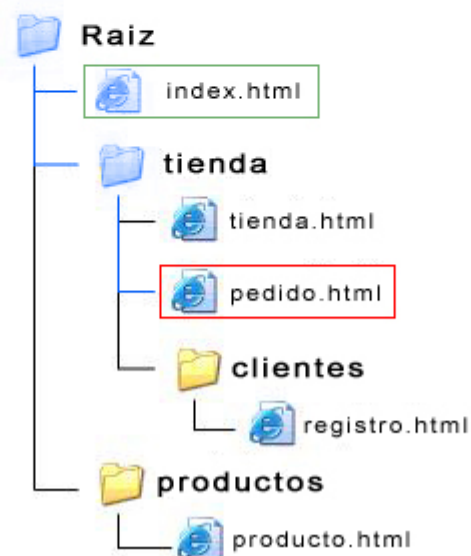 Raiz
index.html
tienda
tienda.html
pedido.html
clientes
registro.html
productos
producto.html